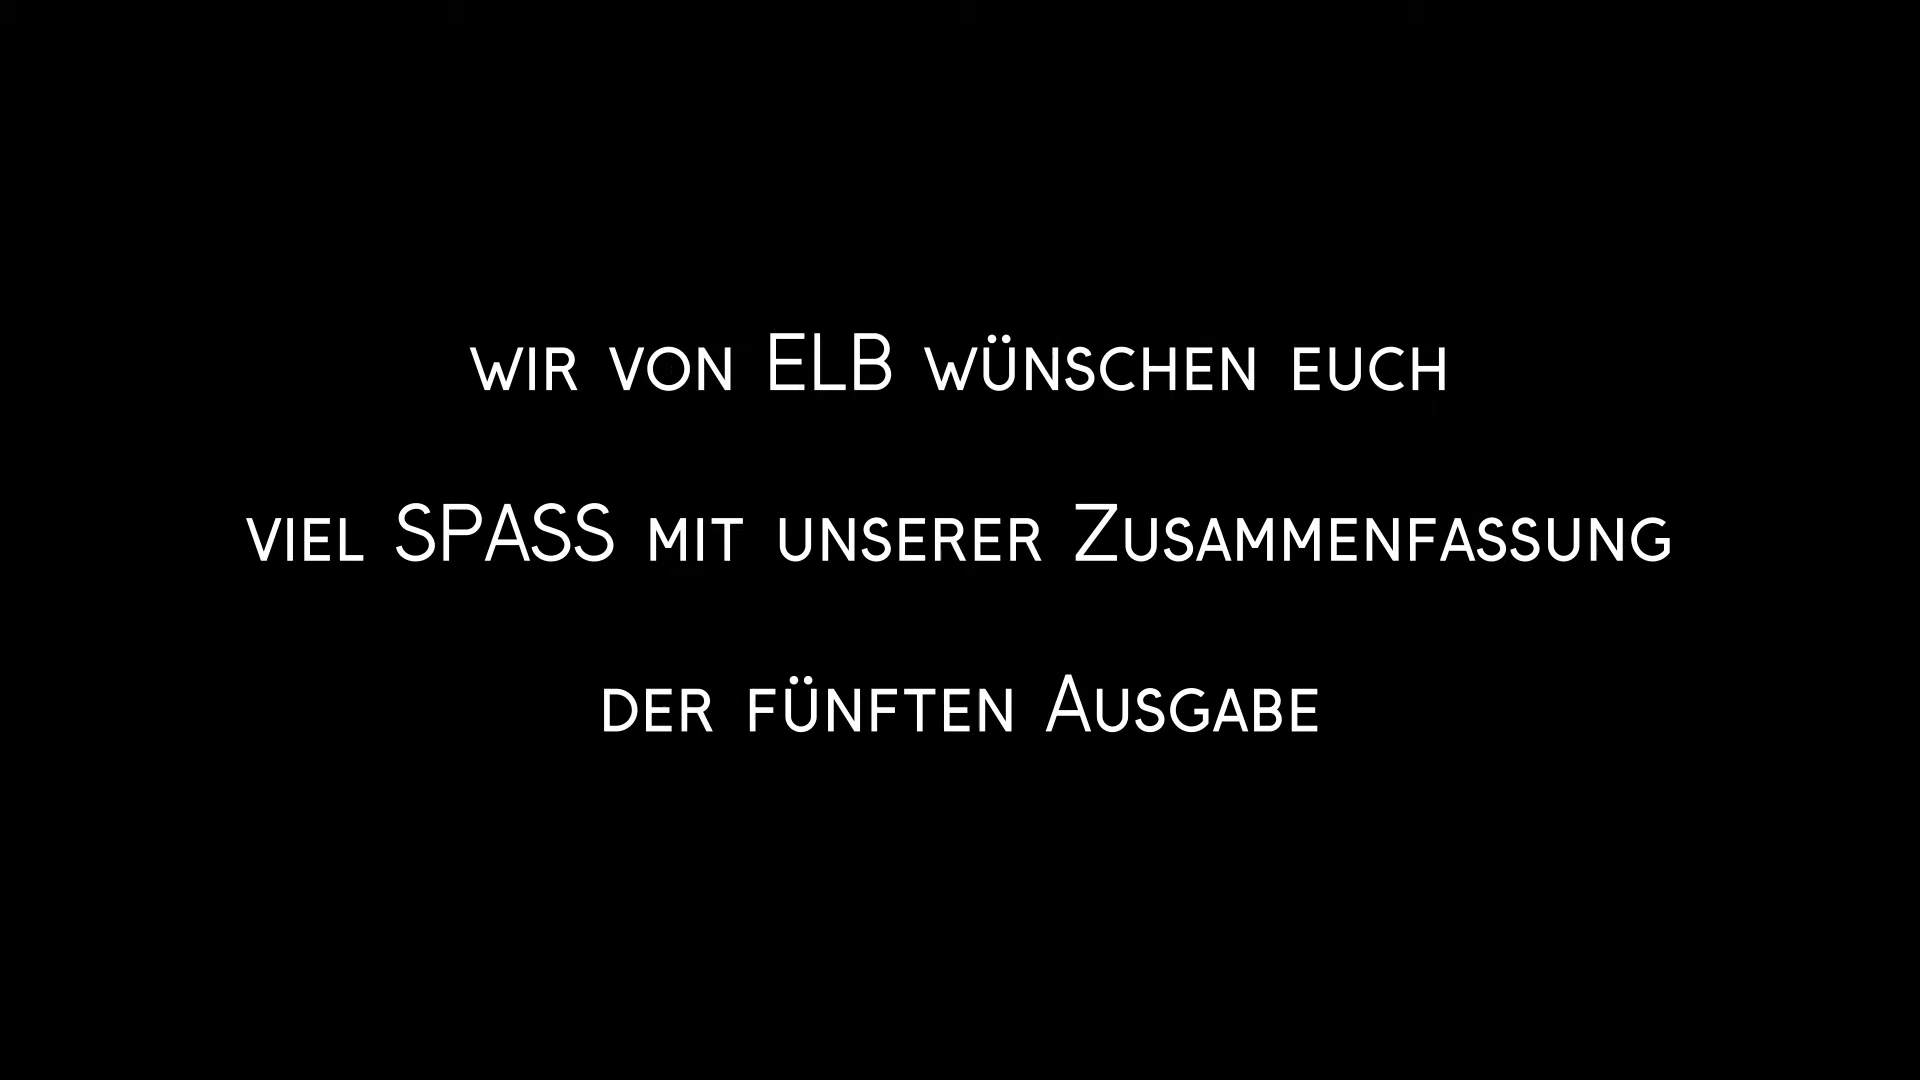 wir von ELB wünschen euch
viel SPASS mit unserer Zusammenfassung
der fünften Ausgabe